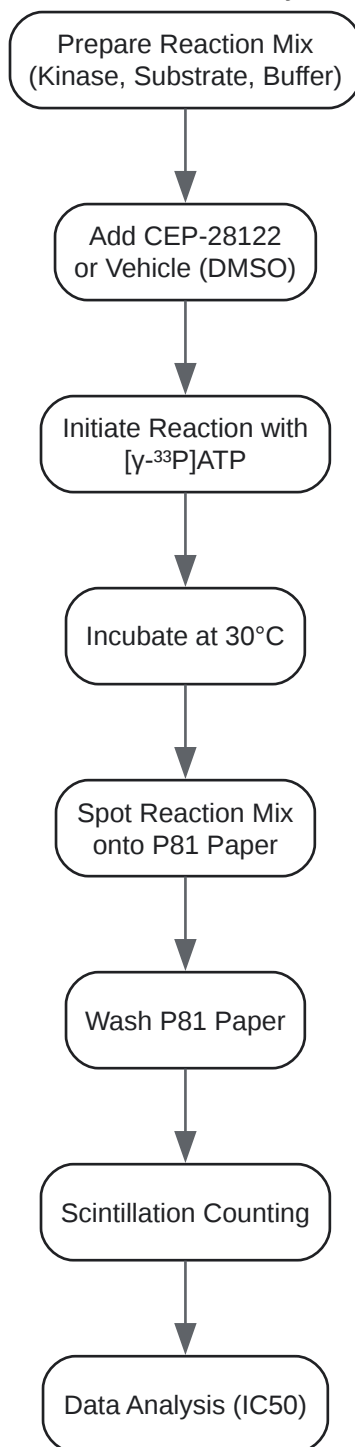 Prepare Reaction Mix
(Kinase, Substrate, Buffer)
Add CEP-28122
or Vehicle (DMSO)
Initiate Reaction with
[γ-³³P]ATP
Incubate at 30°C
Spot Reaction Mix
onto P81 Paper
Wash P81 Paper
Scintillation Counting
Data Analysis (IC50)